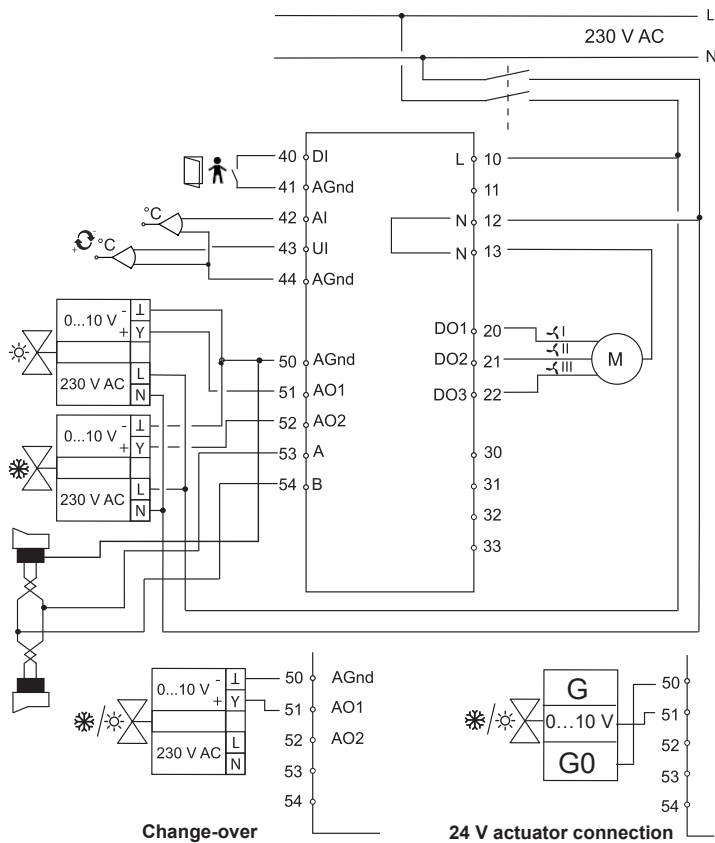 L
230 V AC
N
40 DI
41 AGnd
42 AI
43 UI
44 AGnd
°C
°C
- +
L 10
11
N 12
N 13
DO1 20
DO2 21
DO3 22
I
II
III
M
30
31
32
33
0...10 V - ⊥
+ Y
L
230 V AC N
0...10 V - ⊥
+ Y
L
230 V AC N
50 AGnd
51 AO1
52 AO2
53 A
54 B
0...10 V - ⊥
+ Y
L
230 V AC N
/
50 AGnd
51 AO1
52 AO2
53
54
Change-over
/
G
0...10 V
G0
50
51
52
53
54
24 V actuator connection